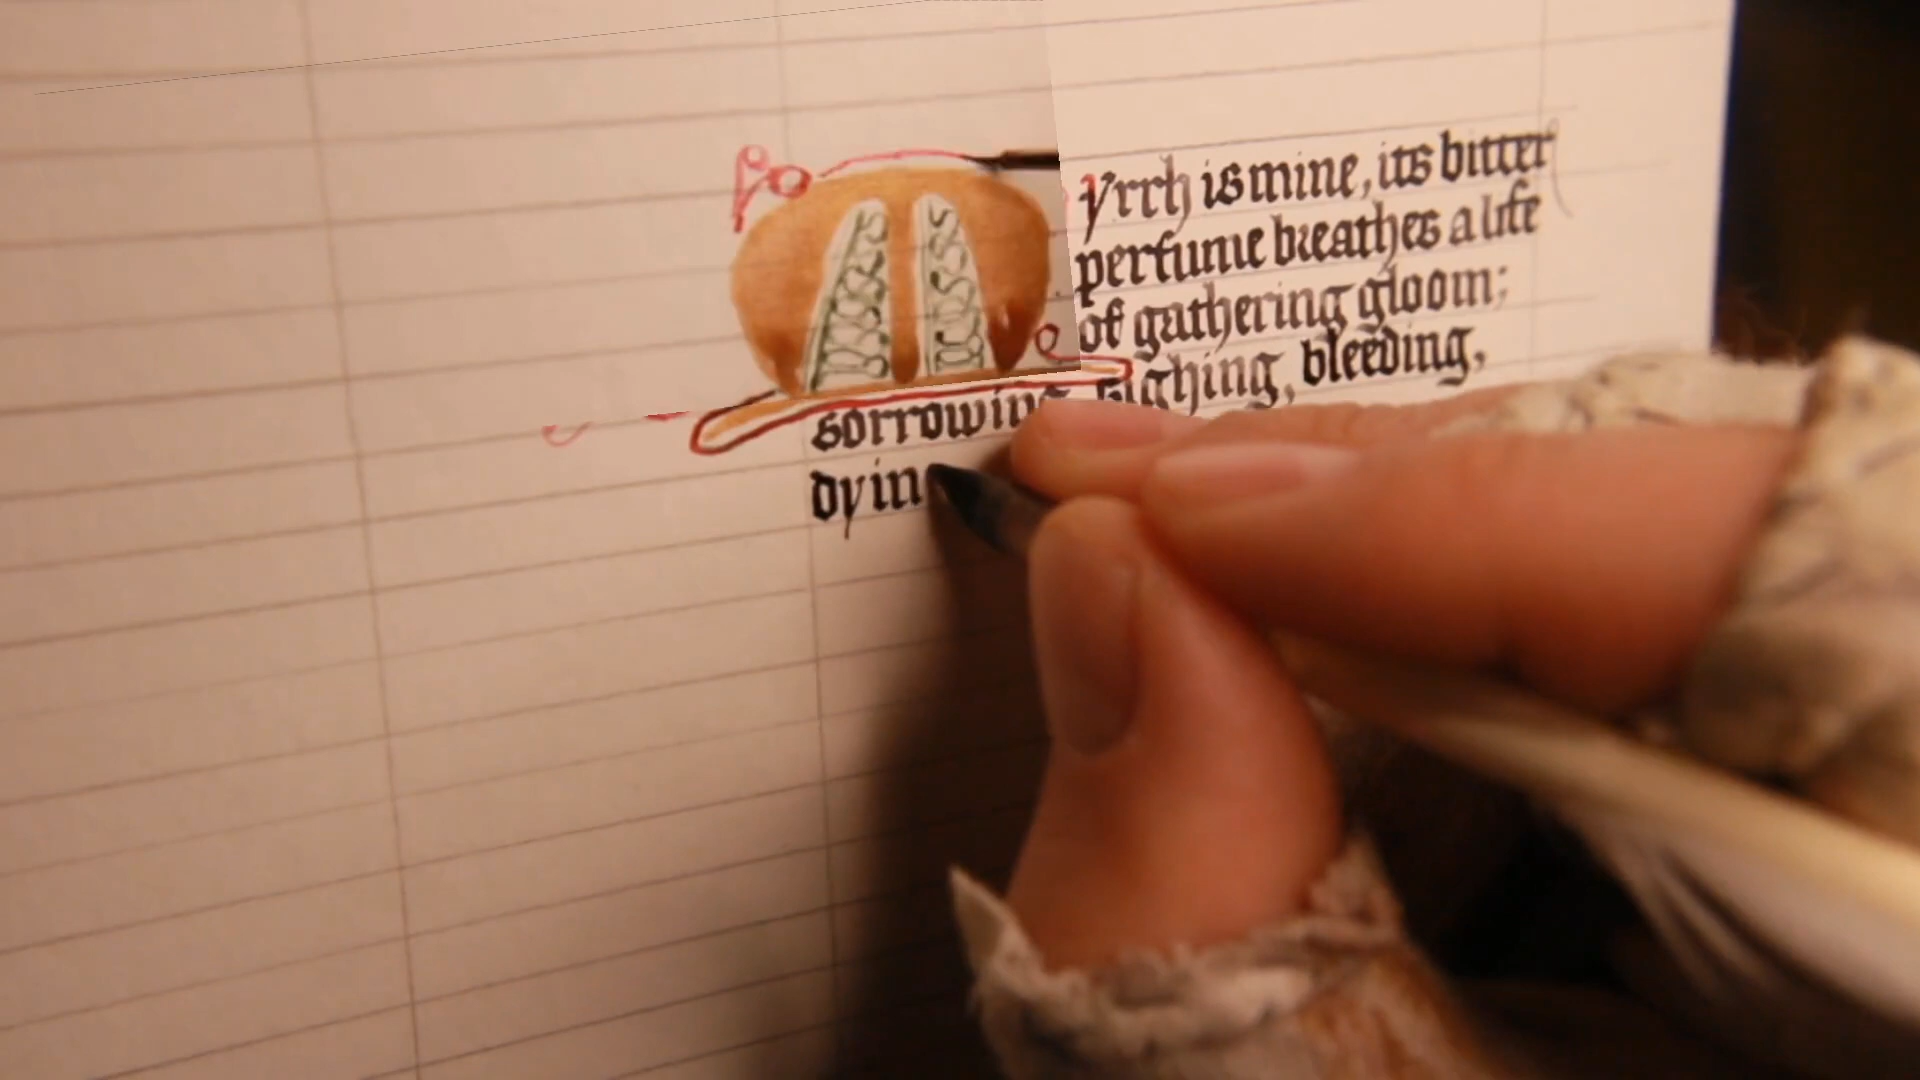 Myrrh is mine, its bitter
perfume breathes a life
of gathering gloom;
sighing, bleeding,
sorrowing
dyin